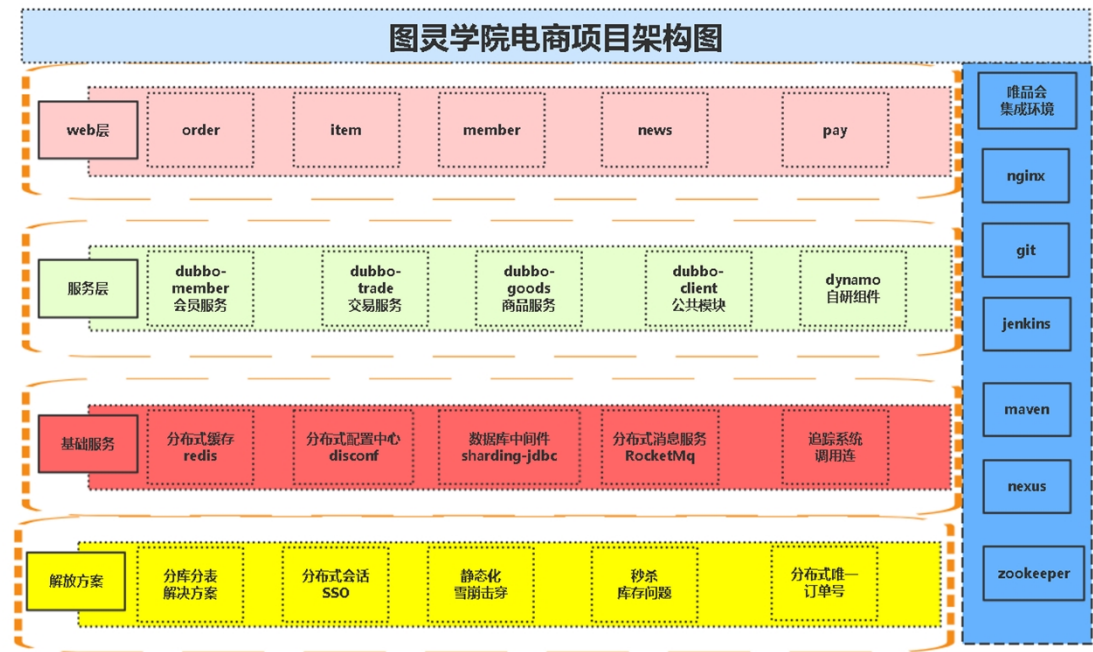 图灵学院电商项目架构图
web层
order
item
member
news
pay
服务层
dubbo-
member
会员服务
dubbo-
trade
交易服务
dubbo-
goods
商品服务
dubbo-
client
公共模块
dynamo
自研组件
基础服务
分布式缓存
redis
分布式配置中心
disconf
数据库中间件
sharding-jdbc
分布式消息服务
RocketMq
追踪系统
调用连
解放方案
分库分表
解决方案
分布式会话
SSO
静态化
雪崩击穿
秒杀
库存问题
分布式唯一
订单号
唯品会
集成环境
nginx
git
jenkins
maven
nexus
zookeeper